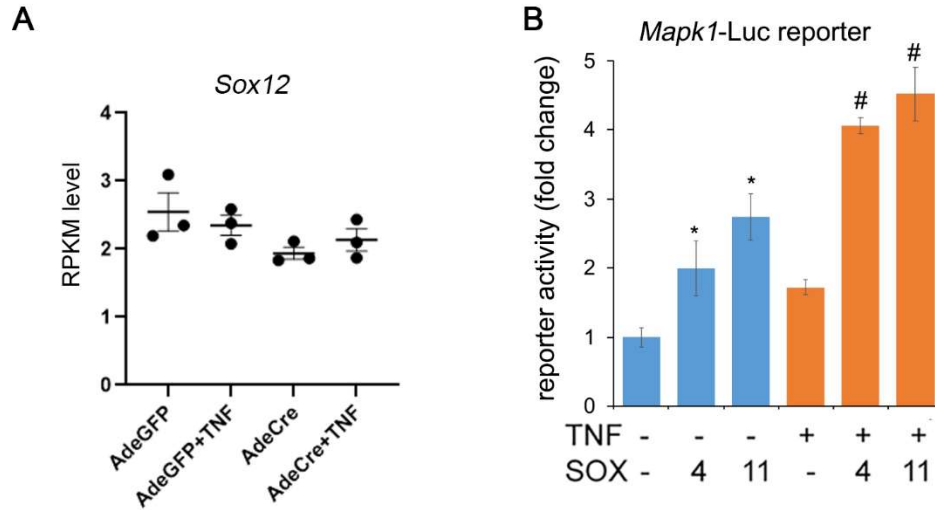 A
Sox12
RPKM level
4
3
2
1
0
AdeGFP
AdeGFP+TNF
AdeCre
AdeCre+TNF
B
Mapk1-Luc reporter
reporter activity (fold change)
5
4
3
2
1
0
* * # #
TNF - - - + + +
SOX - 4 11 - 4 11